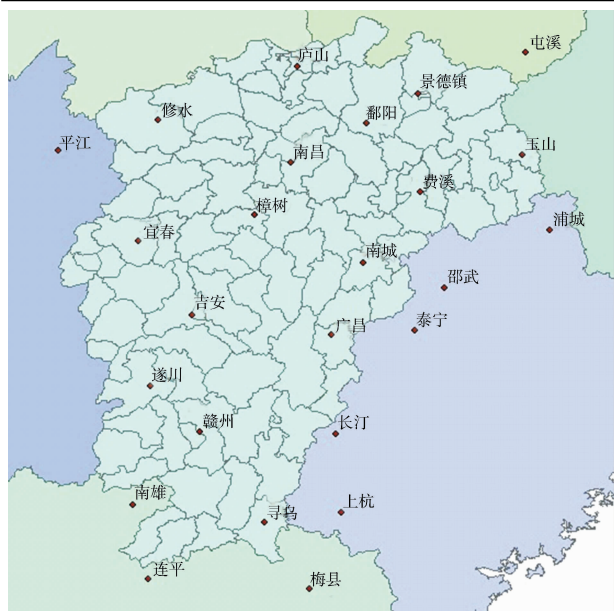 屯溪
庐山
景德镇
修水
鄱阳
平江
南昌
玉山
费溪
樟树
浦城
宜春
南城
邵武
吉安
泰宁
广昌
遂川
赣州
长汀
南雄
上杭
寻乌
连平
梅县